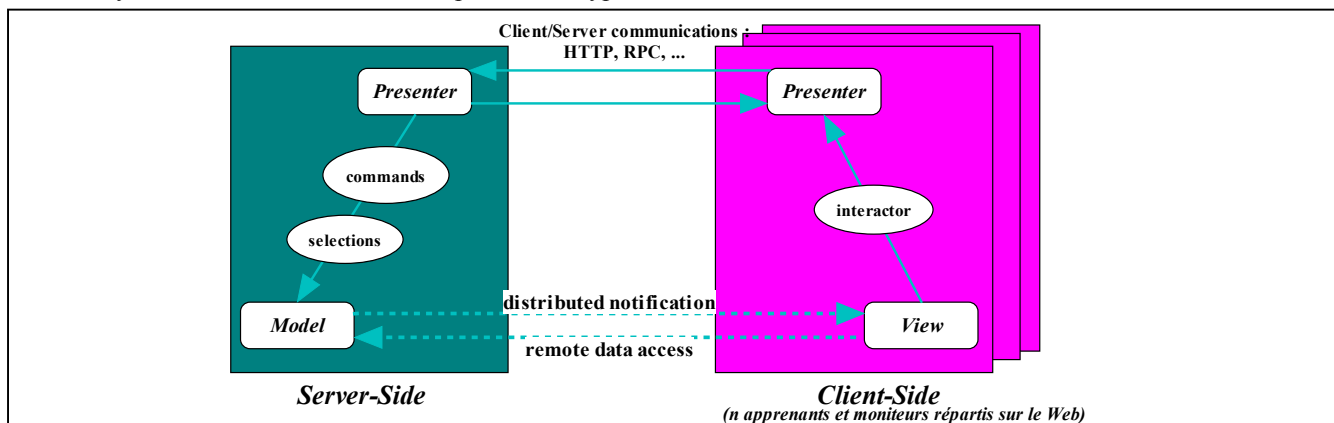 Client/Server communications :
HTTP, RPC, ...
Presenter
Presenter
commands
interactor
selections
distributed notification
Model
View
remote data access
Server-Side
Client-Side
(n apprenants et moniteurs répartis sur le Web)